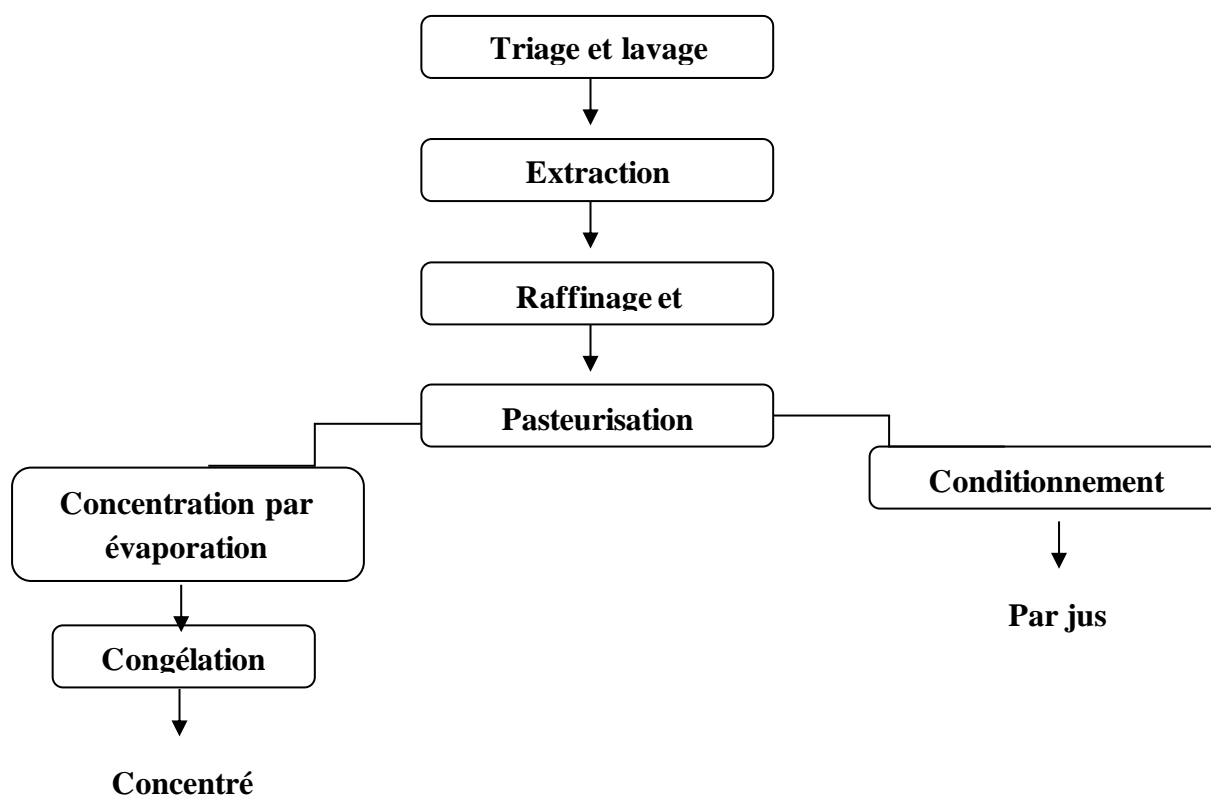 Triage et lavage
Extraction
Raffinage et
Pasteurisation
Concentration par
évaporation
Conditionnement
Congélation
Par jus
Concentré